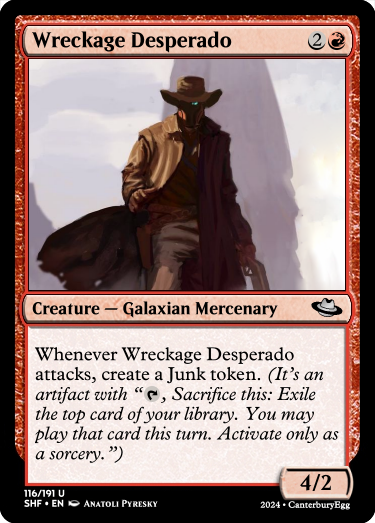 Wreckage Desperado 2
Creature — Galaxian Mercenary
Whenever Wreckage Desperado
attacks, create a Junk token. (It's an
artifact with “, Sacrifice this: Exile
the top card of your library. You may
play that card this turn. Activate only as
a sorcery.”)
4/2
116/191 U
SHF • EN Anatoli Pyresky
2024 • CanterburyEgg